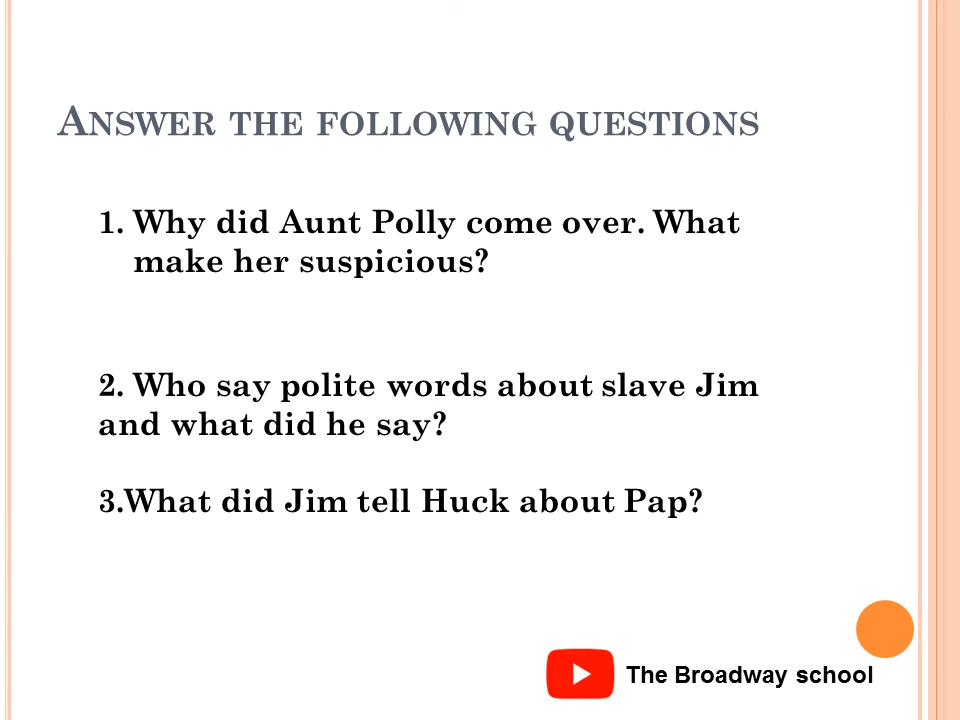 ANSWER THE FOLLOWING QUESTIONS
1. Why did Aunt Polly come over. What
make her suspicious?
2. Who say polite words about slave Jim
and what did he say?
3.What did Jim tell Huck about Pap?
The Broadway school